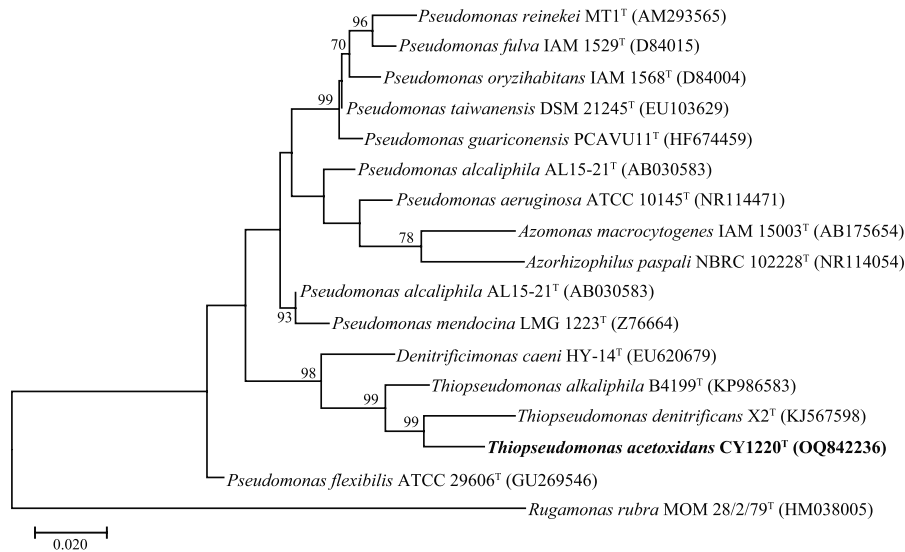 Pseudomonas reinekei MT1ᵀ (AM293565)
96
Pseudomonas fulva IAM 1529ᵀ (D84015)
70
Pseudomonas oryzihabitans IAM 1568ᵀ (D84004)
99
Pseudomonas taiwanensis DSM 21245ᵀ (EU103629)
Pseudomonas guariconensis PCAVU11ᵀ (HF674459)
Pseudomonas alcaliphila AL15-21ᵀ (AB030583)
Pseudomonas aeruginosa ATCC 10145ᵀ (NR114471)
Azomonas macrocytogenes IAM 15003ᵀ (AB175654)
78
Azorhizophilus paspali NBRC 102228ᵀ (NR114054)
Pseudomonas alcaliphila AL15-21ᵀ (AB030583)
93
Pseudomonas mendocina LMG 1223ᵀ (Z76664)
Denitrificimonas caeni HY-14ᵀ (EU620679)
98
Thiopseudomonas alkaliphila B4199ᵀ (KP986583)
99
Thiopseudomonas denitrificans X2ᵀ (KJ567598)
99
Thiopseudomonas acetoxidans CY1220ᵀ (OQ842236)
Pseudomonas flexibilis ATCC 29606ᵀ (GU269546)
Rugamonas rubra MOM 28/2/79ᵀ (HM038005)
0.020